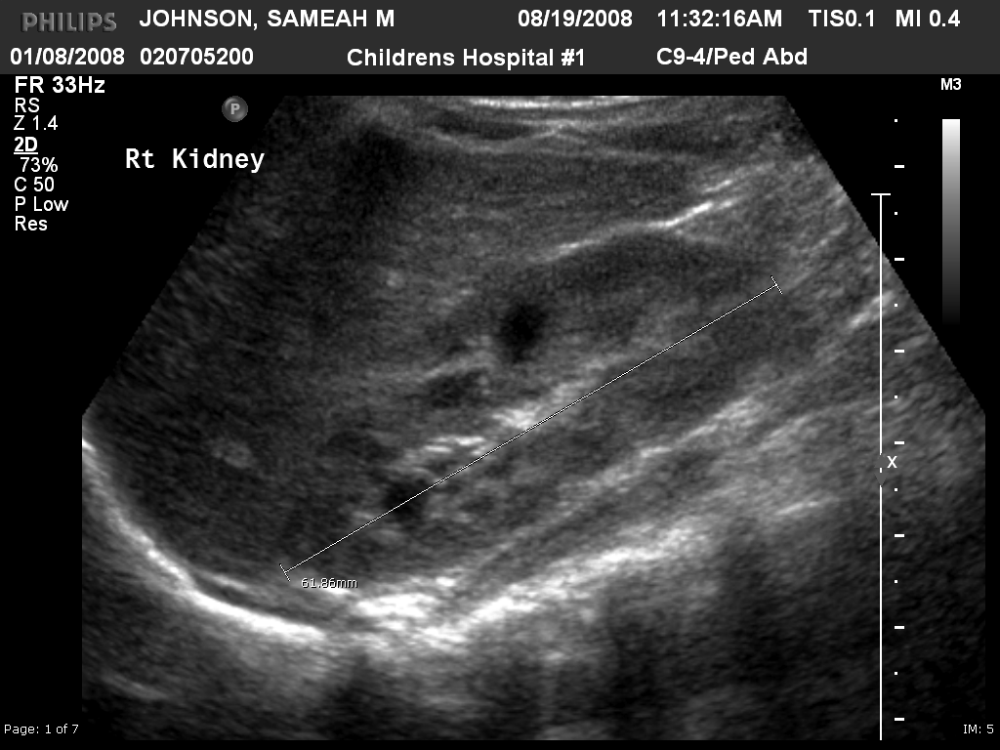 PHILIPS JOHNSON, SAMEAH M 08/19/2008 11:32:16AM TIS0.1 MI 0.4
01/08/2008 020705200 Childrens Hospital #1 C9-4/Ped Abd
FR 33Hz
M3
RS
Z 1.4
P
2D
73%
Rt Kidney
C 50
P Low
Res
X
61.86mm
Page: 1 of 7
IM: 5